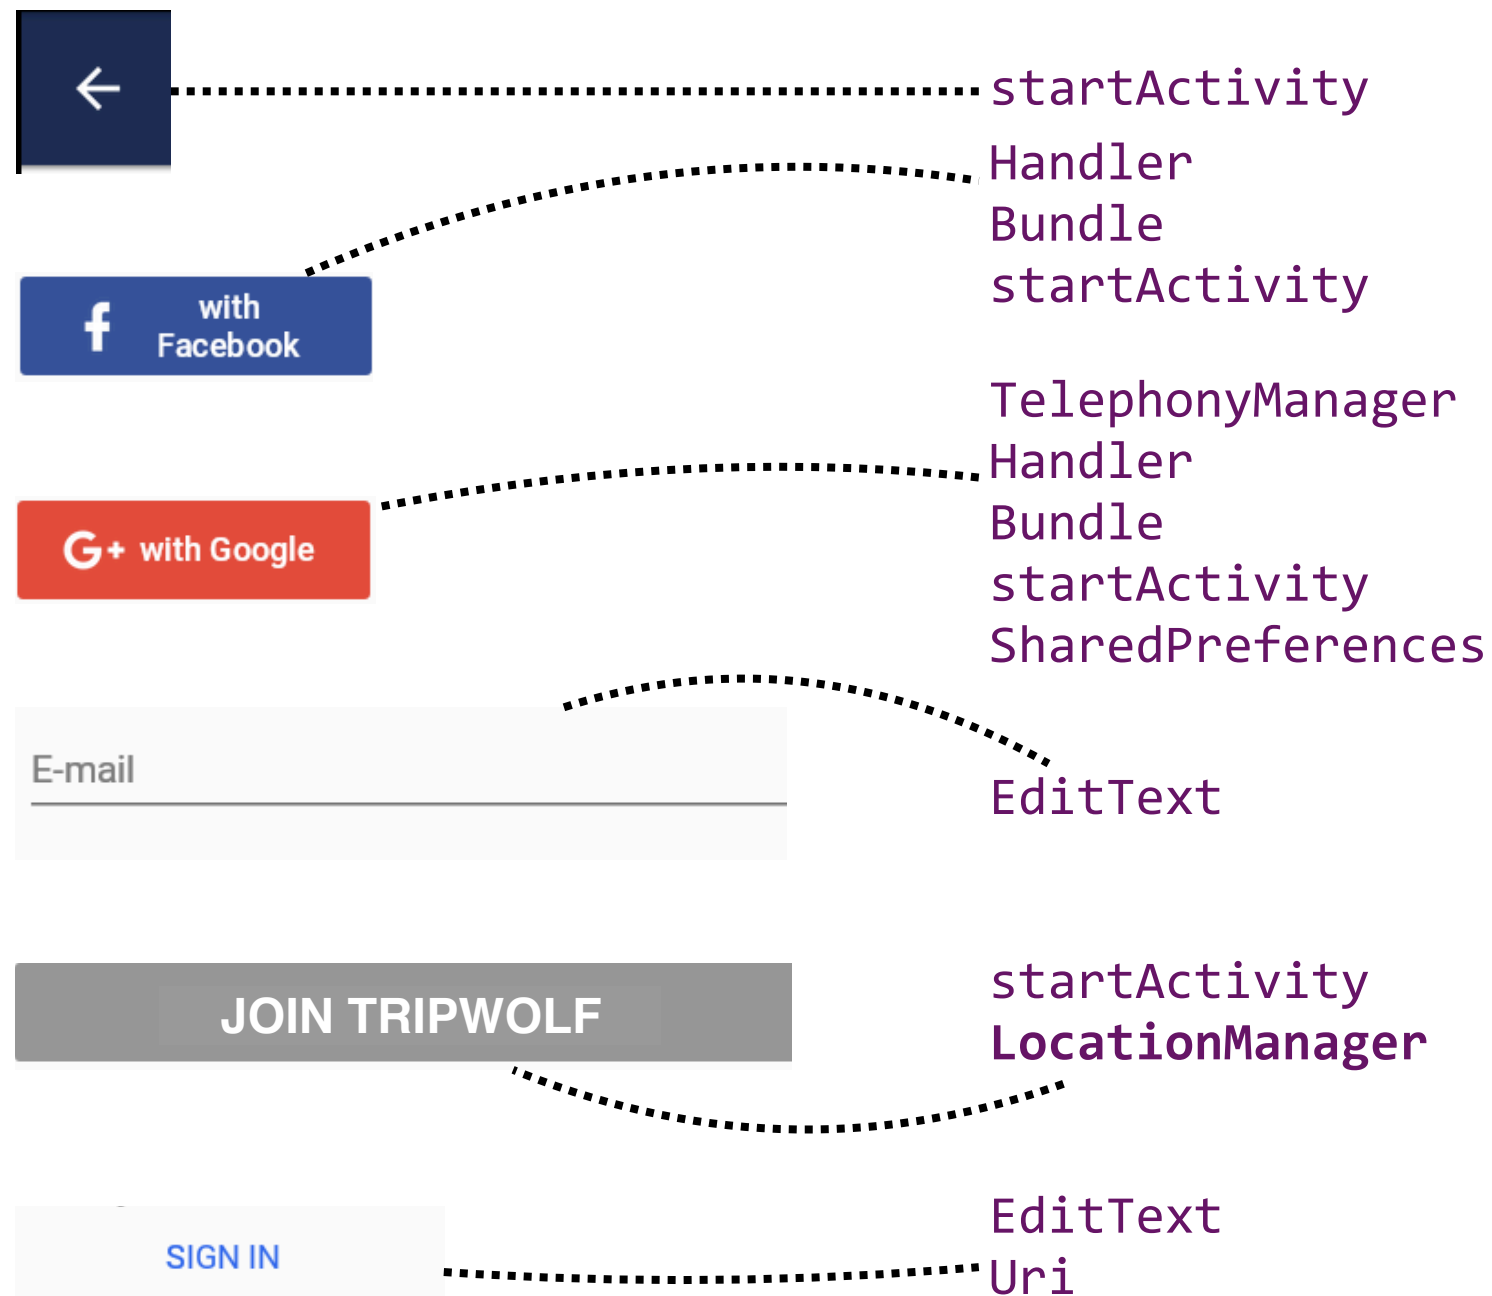 startActivity
Handler
Bundle
startActivity
with
Facebook
TelephonyManager
Handler
Bundle
startActivity
SharedPreferences
G+ with Google
E-mail
EditText
JOIN TRIPWOLF
startActivity
LocationManager
SIGN IN
EditText
Uri